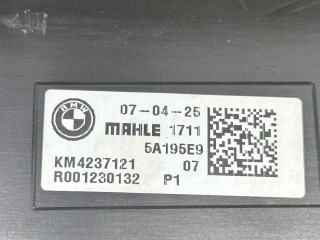 BMW
07-04-25
MAHLE 1711
5A195E9
KM4237121 07
R001230132 P1